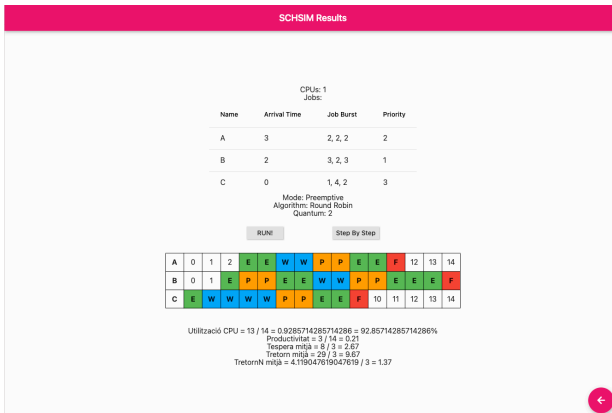 SCHSIM Results
CPUs: 1
Jobs:
Name Arrival Time Job Burst Priority
A 3 2, 2, 2 2
B 2 3, 2, 3 1
C 0 1, 4, 2 3
Mode: Preemptive
Algorithm: Round Robin
Quantum: 2
RUN! Step By Step
A 0 1 2 E E W W P P E E F 12 13 14
B 0 1 E P P E E W W P P E E E F
C E W W W W P P E E F 10 11 12 13 14
Utilització CPU = 13 / 14 = 0.9285714285714286 = 92.85714285714286%
Productivitat = 3 / 14 = 0.21
Tespera mitjà = 8 / 3 = 2.67
Tretorn mitjà = 29 / 3 = 9.67
TretornN mitjà = 4.119047619047619 / 3 = 1.37